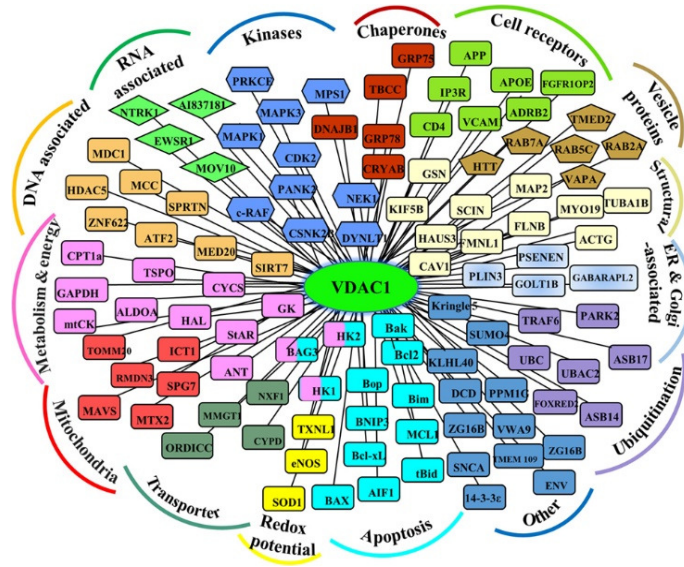 Kinases
Chaperones
Cell receptors
RNA associated
Vesicle proteins
DNA associated
Structural
ER & Golgi -associated
Metabolism & energy
Ubiquitination
Mitochondria
Transporter
Redox potential
Apoptosis
Other
VDAC1
PRKCE
MPS1
MAPK3
MAPK1
CDK2
PANK2
NEK1
c-RAF
CSNK2B
DYNLT1
GRP75
TBCC
DNAJB1
GRP78
CRYAB
APP
IP3R
APOE
FGFR1OP2
CD4
VCAM1
ADRB2
TMED2
RAB7A
RAB5C
RAB2A
HTT
VAPA
NTRK1
AI837181
EWSR1
MOV10
MDC1
HDAC5
MCC
SPRTN
ZNF622
ATF2
MED20
SIRT7
GSN
KIF5B
SCIN
MAP2
MYO19
TUBA1B
HAUS3
FMNL1
FLNB
ACTG
CAV1
PLIN3
PSENEN
GOLT1B
GABARAPL2
CPT1a
TSPO
CYCS
GAPDH
ALDOA
HAL
GK
mtCK
StAR
ANT
TOMM20
ICT1
RMDN3
SPG7
MAVS
MTX2
MMGT1
NXF1
ORDICC
CYPD
BAG3
HK2
HK1
TXNL1
eNOS
SOD1
Bak
Bcl2
Bop
Bim
BNIP3
MCL1
Bcl-xL
tBid
BAX
AIF1
Kringle 5
SUMO4
KLHL40
DCD
PPM1G
ZG16B
VWA9
SNCA
TMEM 109
ZG16B
14-3-3ε
ENV
TRAF6
PARK2
UBC
UBAC2
ASB17
FOXRED2
ASB14